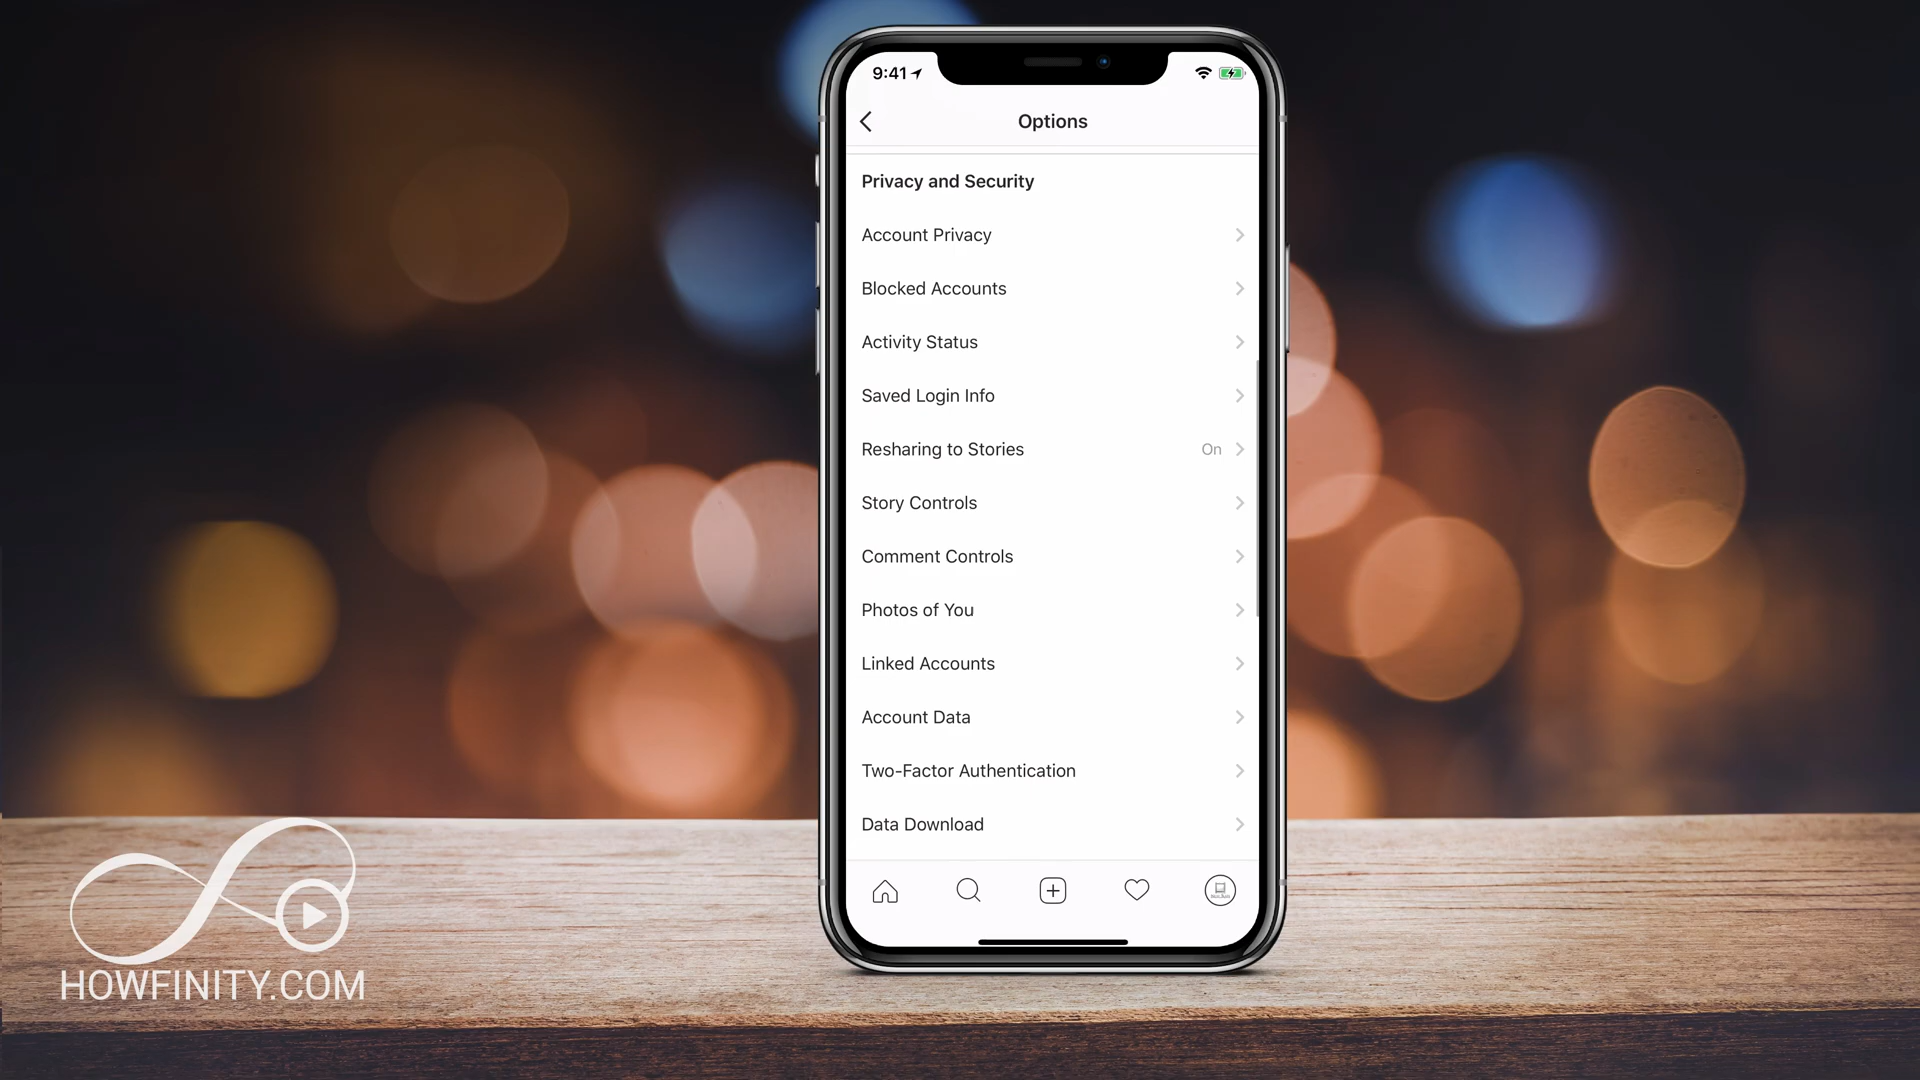 9:41
Options
Privacy and Security
Account Privacy
Blocked Accounts
Activity Status
Saved Login Info
Resharing to Stories On
Story Controls
Comment Controls
Photos of You
Linked Accounts
Account Data
Two-Factor Authentication
Data Download
HOWFINITY.COM